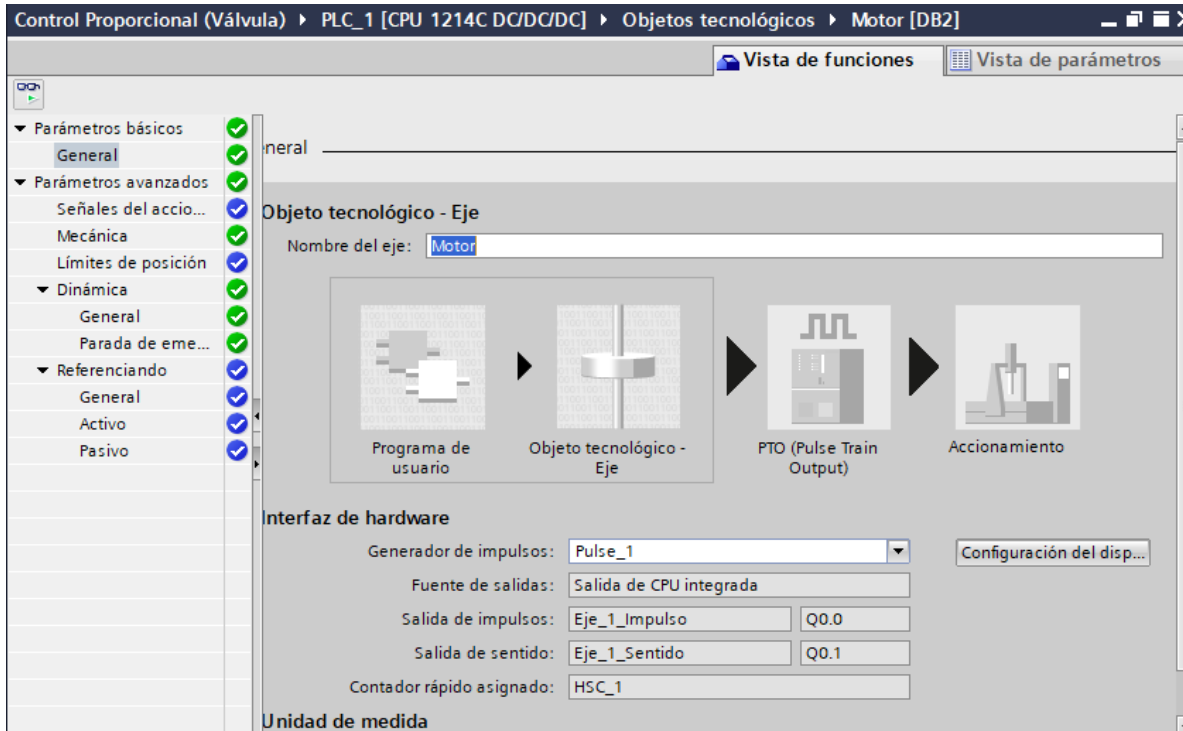 Control Proporcional (Válvula) ▸ PLC_1 [CPU 1214C DC/DC/DC] ▸ Objetos tecnológicos ▸ Motor [DB2]
Vista de funciones
Vista de parámetros
Parámetros básicos
General
Parámetros avanzados
Señales del accio...
Mecánica
Límites de posición
Dinámica
General
Parada de eme...
Referenciando
General
Activo
Pasivo
eneral
Objeto tecnológico - Eje
Nombre del eje: Motor
Programa de
usuario
Objeto tecnológico -
Eje
PTO (Pulse Train
Output)
Accionamiento
Interfaz de hardware
Generador de impulsos: Pulse_1
Configuración del disp...
Fuente de salidas: Salida de CPU integrada
Salida de impulsos: Eje_1_Impulso Q0.0
Salida de sentido: Eje_1_Sentido Q0.1
Contador rápido asignado: HSC_1
Unidad de medida